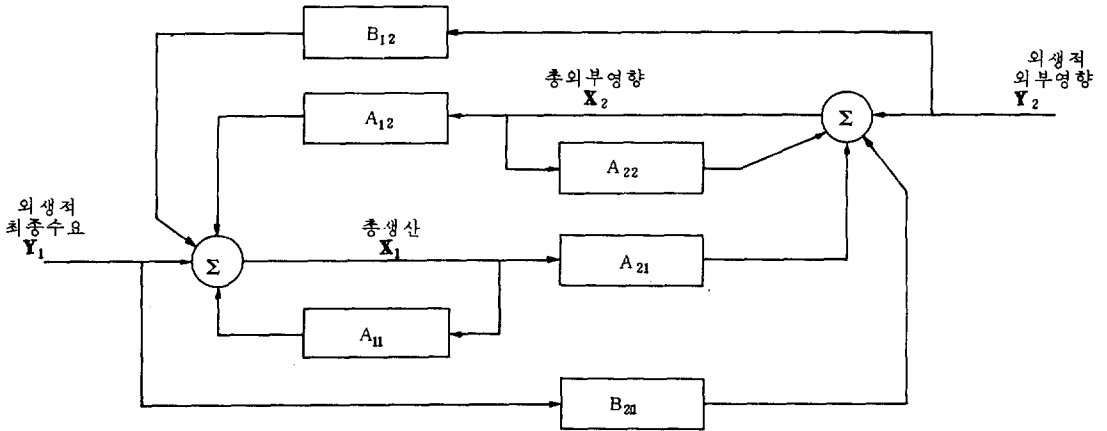 B₁₂
외생적
외부영향
Y₂
총외부영향
X₂
A₁₂
Σ
A₂₂
외생적
최종수요
Y₁
총생산
X₁
Σ
A₂₁
A₁₁
B₂₁